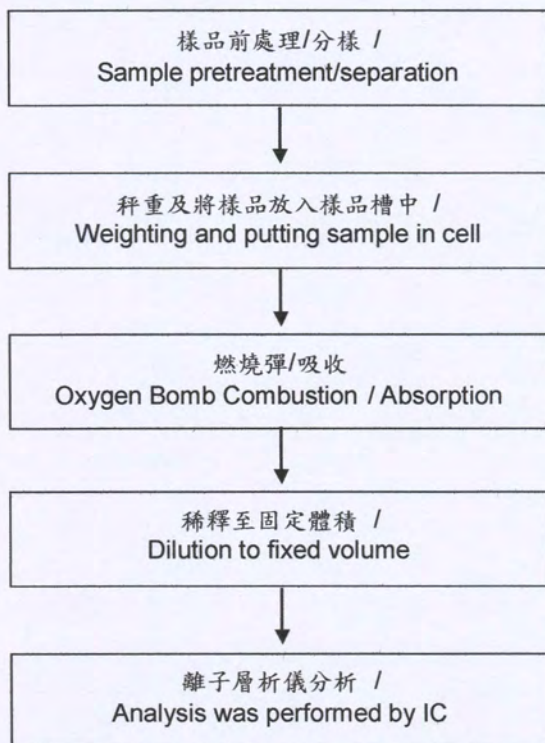 樣品前處理/分樣 /
Sample pretreatment/separation
秤重及將樣品放入樣品槽中 /
Weighting and putting sample in cell
燃燒彈/吸收
Oxygen Bomb Combustion / Absorption
稀釋至固定體積 /
Dilution to fixed volume
離子層析儀分析 /
Analysis was performed by IC